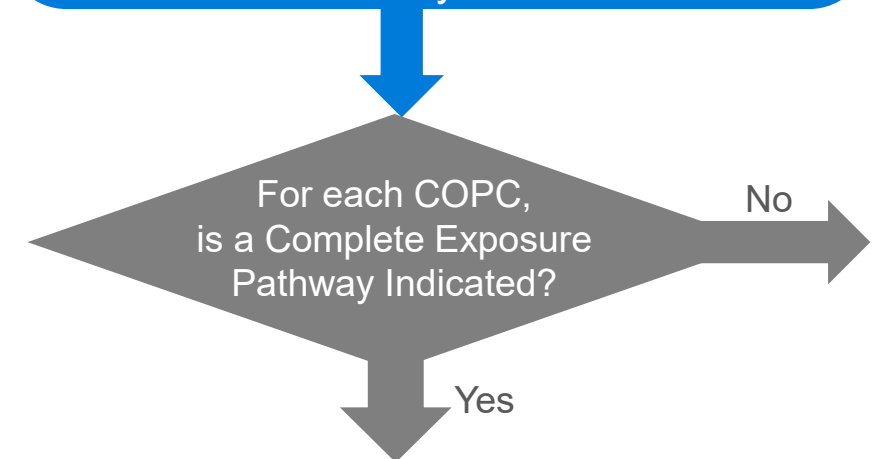 For each COPC,
No
is a Complete Exposure
Pathway Indicated?
Yes